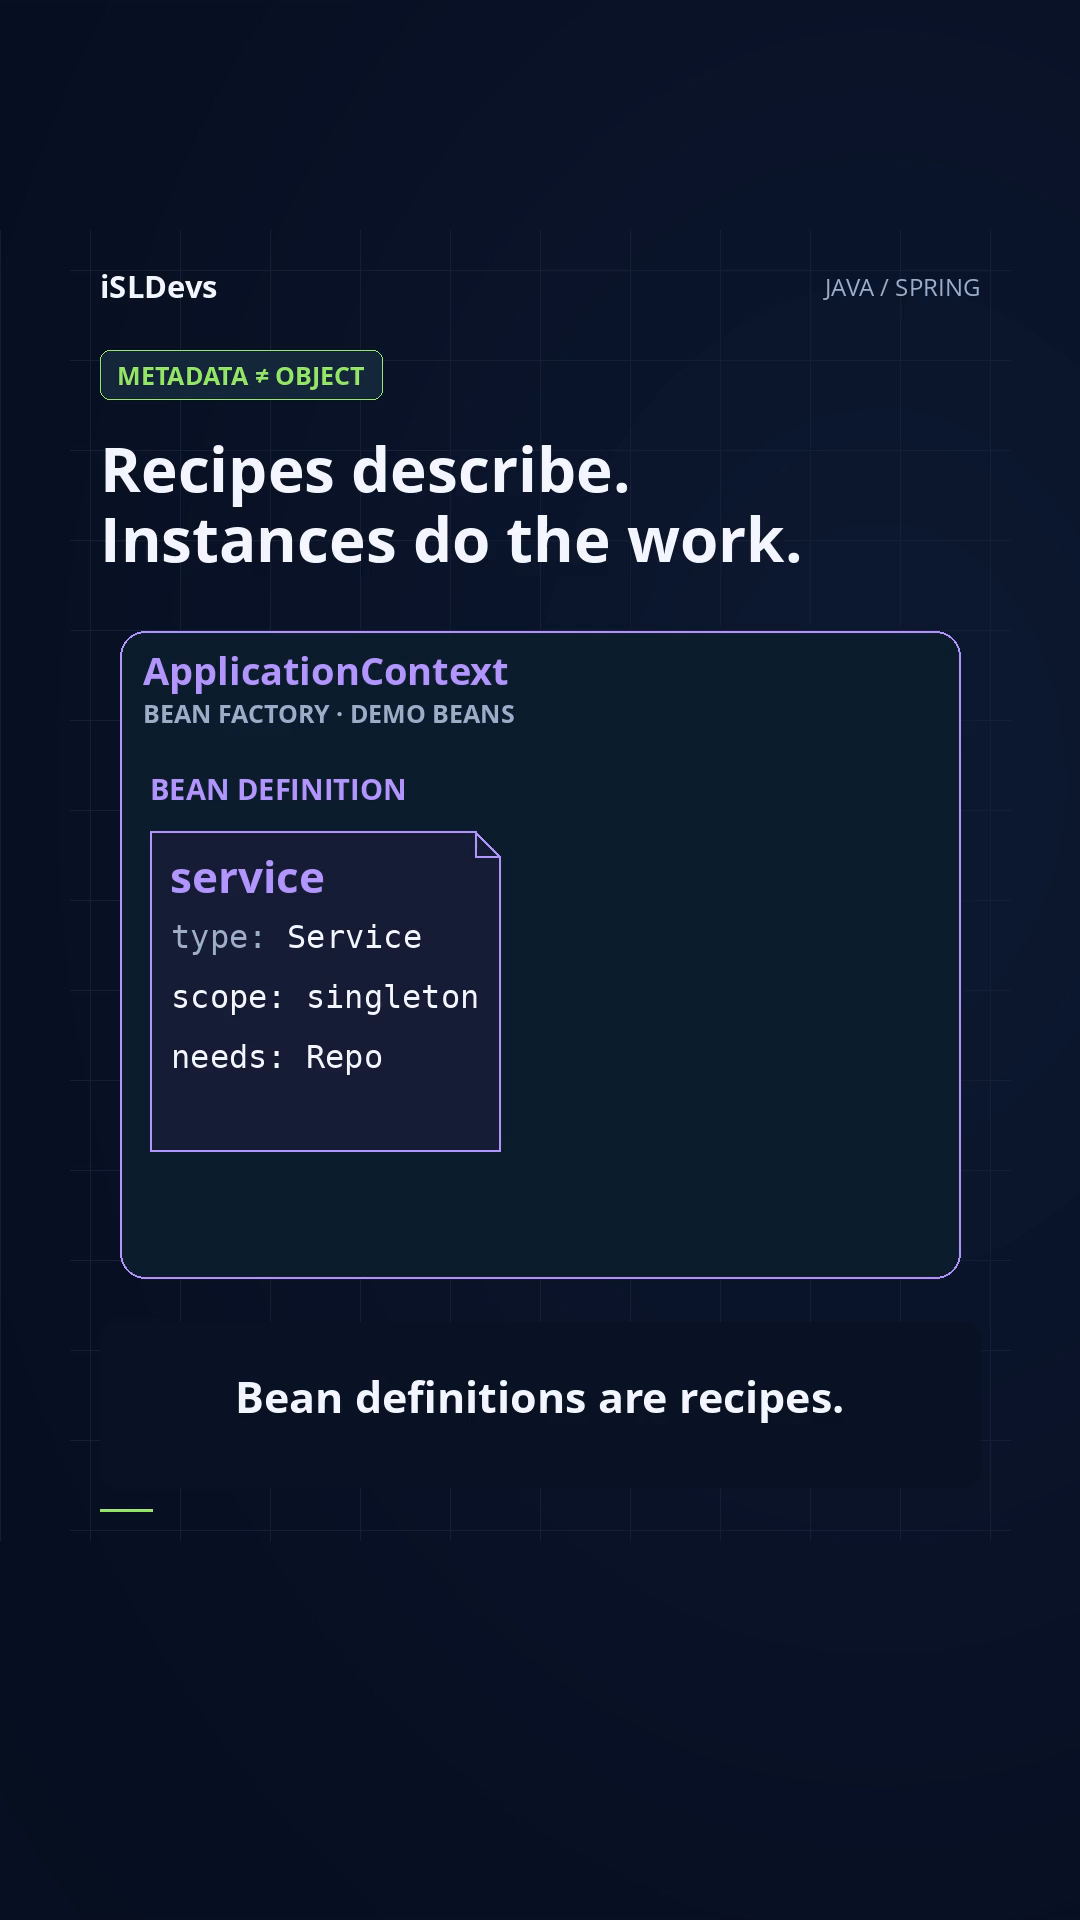 iSLDevs
JAVA / SPRING
METADATA ≠ OBJECT
Recipes describe.
Instances do the work.
ApplicationContext
BEAN FACTORY · DEMO BEANS
BEAN DEFINITION
service
type: Service
scope: singleton
needs: Repo
Bean definitions are recipes.